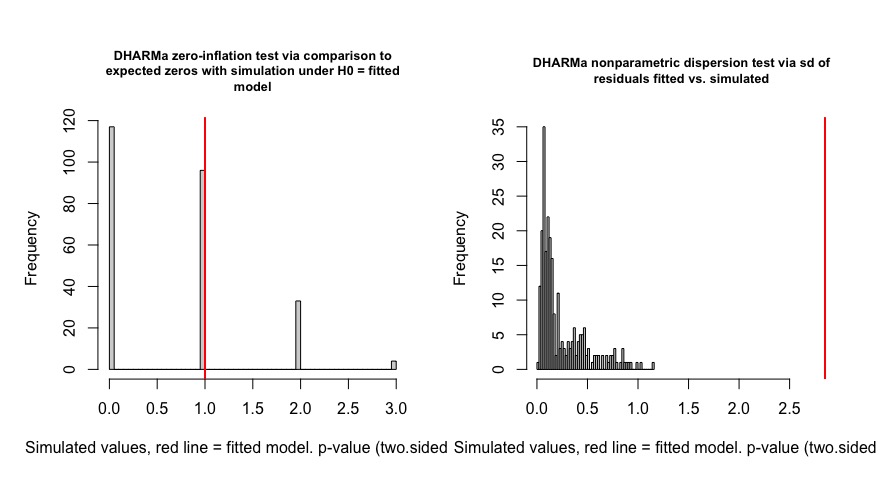 DHARMa zero-inflation test via comparison to
expected zeros with simulation under H0 = fitted
model
Frequency
0
20
40
60
80
100
120
0.0 0.5 1.0 1.5 2.0 2.5 3.0
Simulated values, red line = fitted model. p-value (two.sided
DHARMa nonparametric dispersion test via sd of
residuals fitted vs. simulated
Frequency
0
5
10
15
20
25
30
35
0.0 0.5 1.0 1.5 2.0 2.5
Simulated values, red line = fitted model. p-value (two.sided